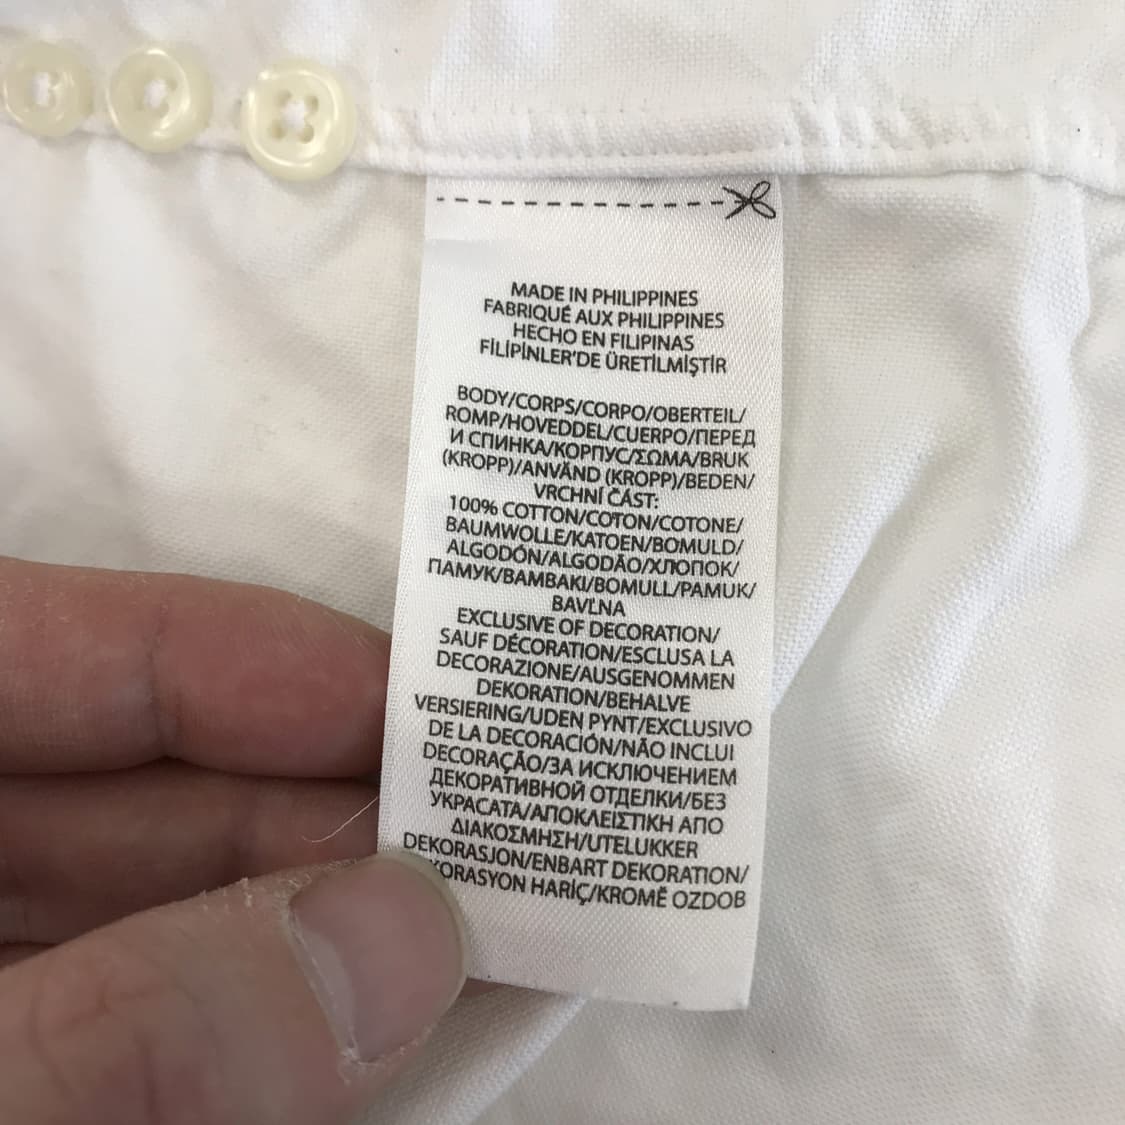 MADE IN PHILIPPINES
FABRIQUÉ AUX PHILIPPINES
HECHO EN FILIPINAS
FİLİPİNLER'DE ÜRETİLMİŞTİR
BODY/CORPS/CORPO/OBERTEIL/
ROMP/HOVEDDEL/CUERPO/ПЕРЕД
И СПИНКА/КОРПУС/ΣΩΜΑ/BRUK
(KROPP)/ANVÄND (KROPP)/BEDEN/
VRCHNÍ ČÁST:
100% COTTON/COTON/COTONE/
BAUMWOLLE/KATOEN/BOMULD/
ALGODÓN/ALGODÃO/ХЛОПОК/
ПАМУК/ΒΑΜΒΑΚΙ/BOMULL/PAMUK/
BAVLNA
EXCLUSIVE OF DECORATION/
SAUF DÉCORATION/ESCLUSA LA
DECORAZIONE/AUSGENOMMEN
DEKORATION/BEHALVE
VERSIERING/UDEN PYNT/EXCLUSIVO
DE LA DECORACIÓN/NÃO INCLUI
DECORAÇÃO/ЗА ИСКЛЮЧЕНИЕМ
ДЕКОРАТИВНОЙ ОТДЕЛКИ/БЕЗ
УКРАСАТА/ΑΠΟΚΛΕΙΣΤΙΚΗ ΑΠΟ
ΔΙΑΚΟΣΜΗΣΗ/UTELUKKER
DEKORASJON/ENBART DEKORATION/
KORASYON HARİÇ/KROMĚ OZDOB